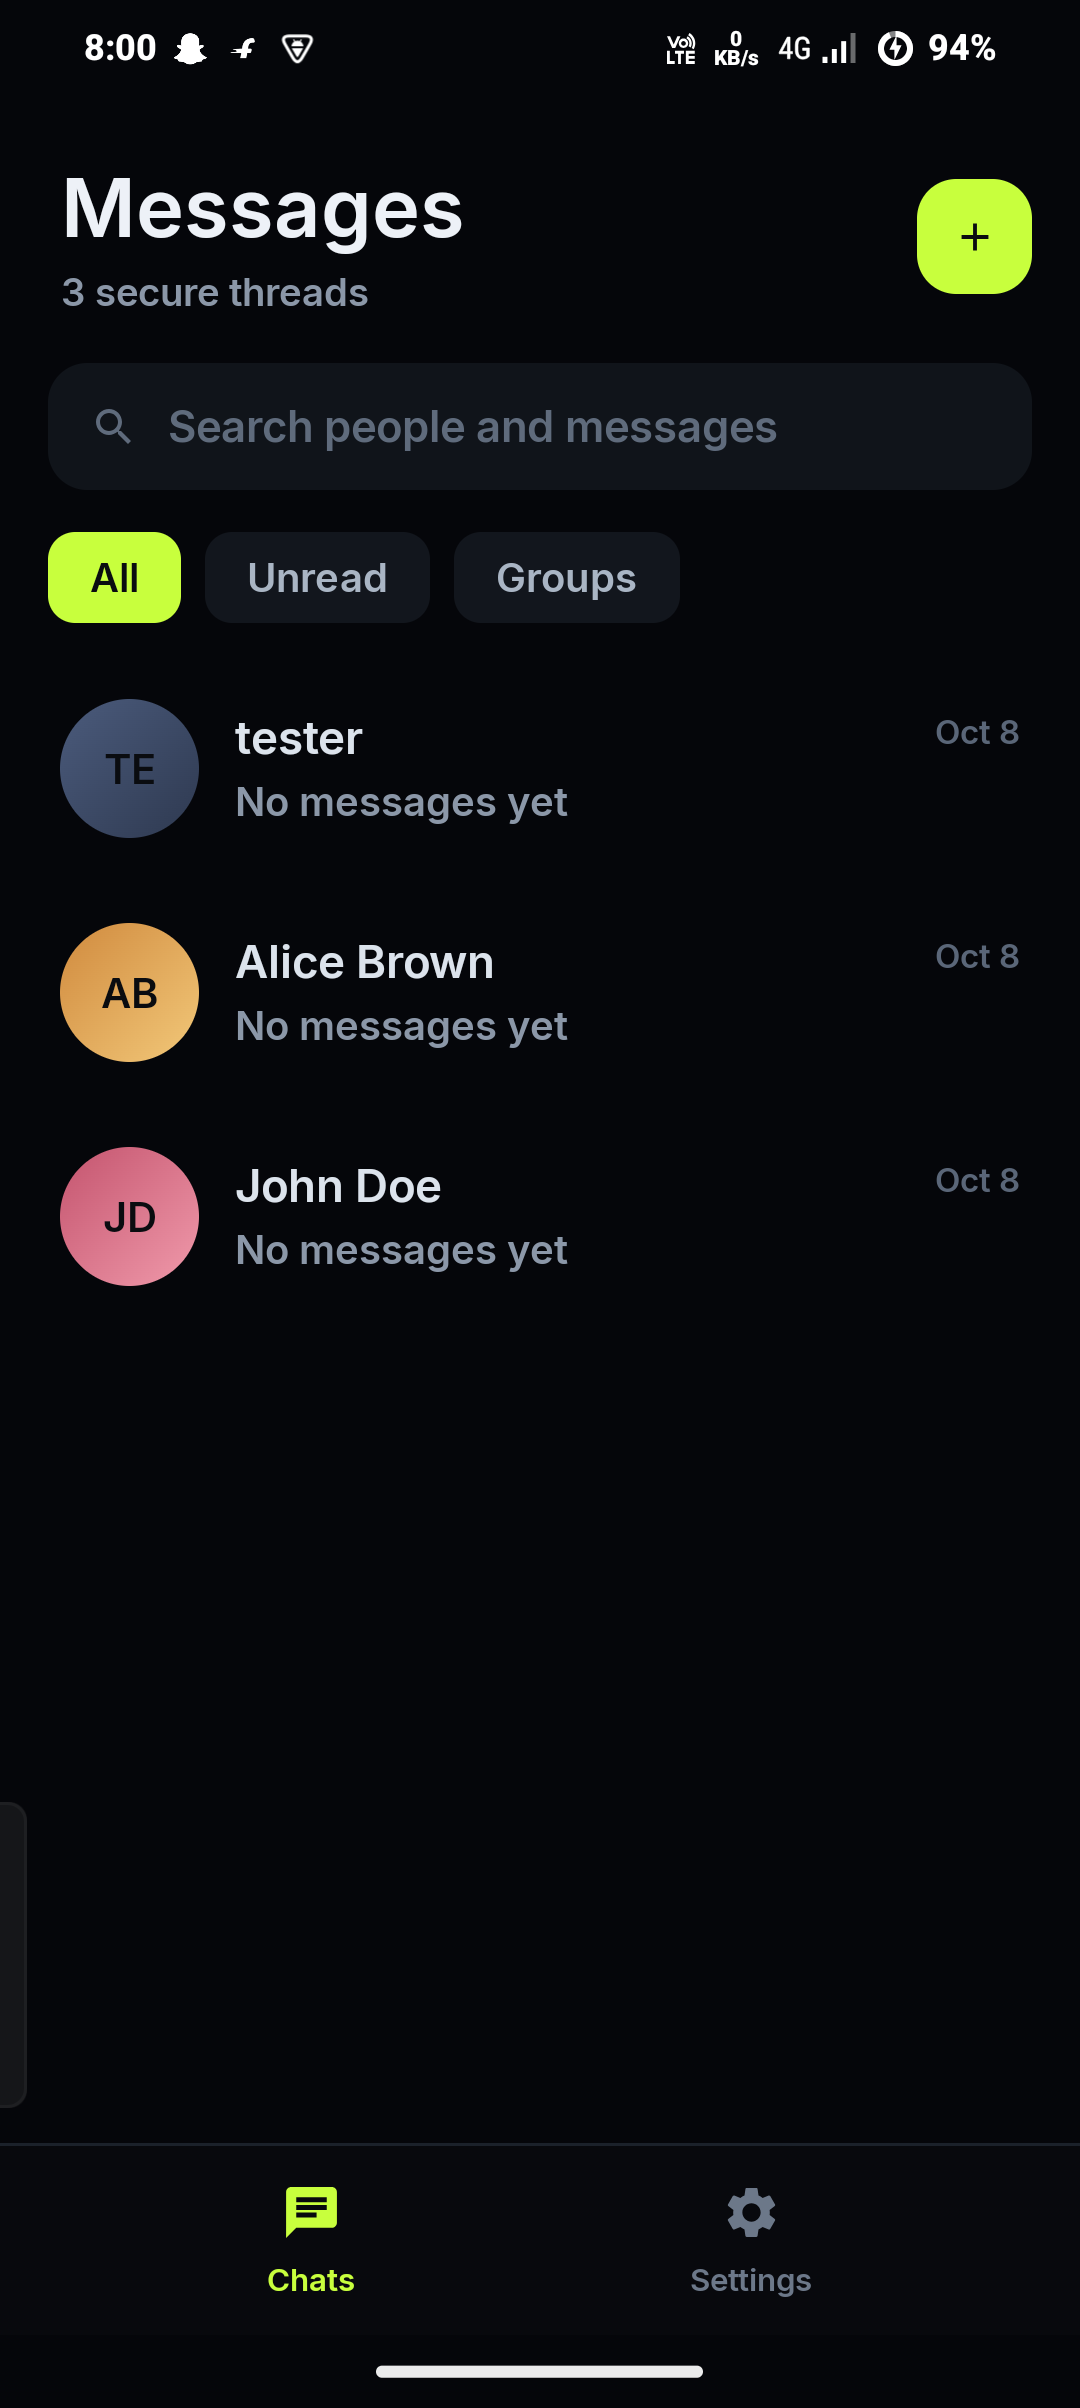 8:00 Vo LTE 0 KB/s 4G 94%
Messages
3 secure threads
+
Search people and messages
All Unread Groups
TE tester Oct 8
No messages yet
AB Alice Brown Oct 8
No messages yet
JD John Doe Oct 8
No messages yet
Chats Settings